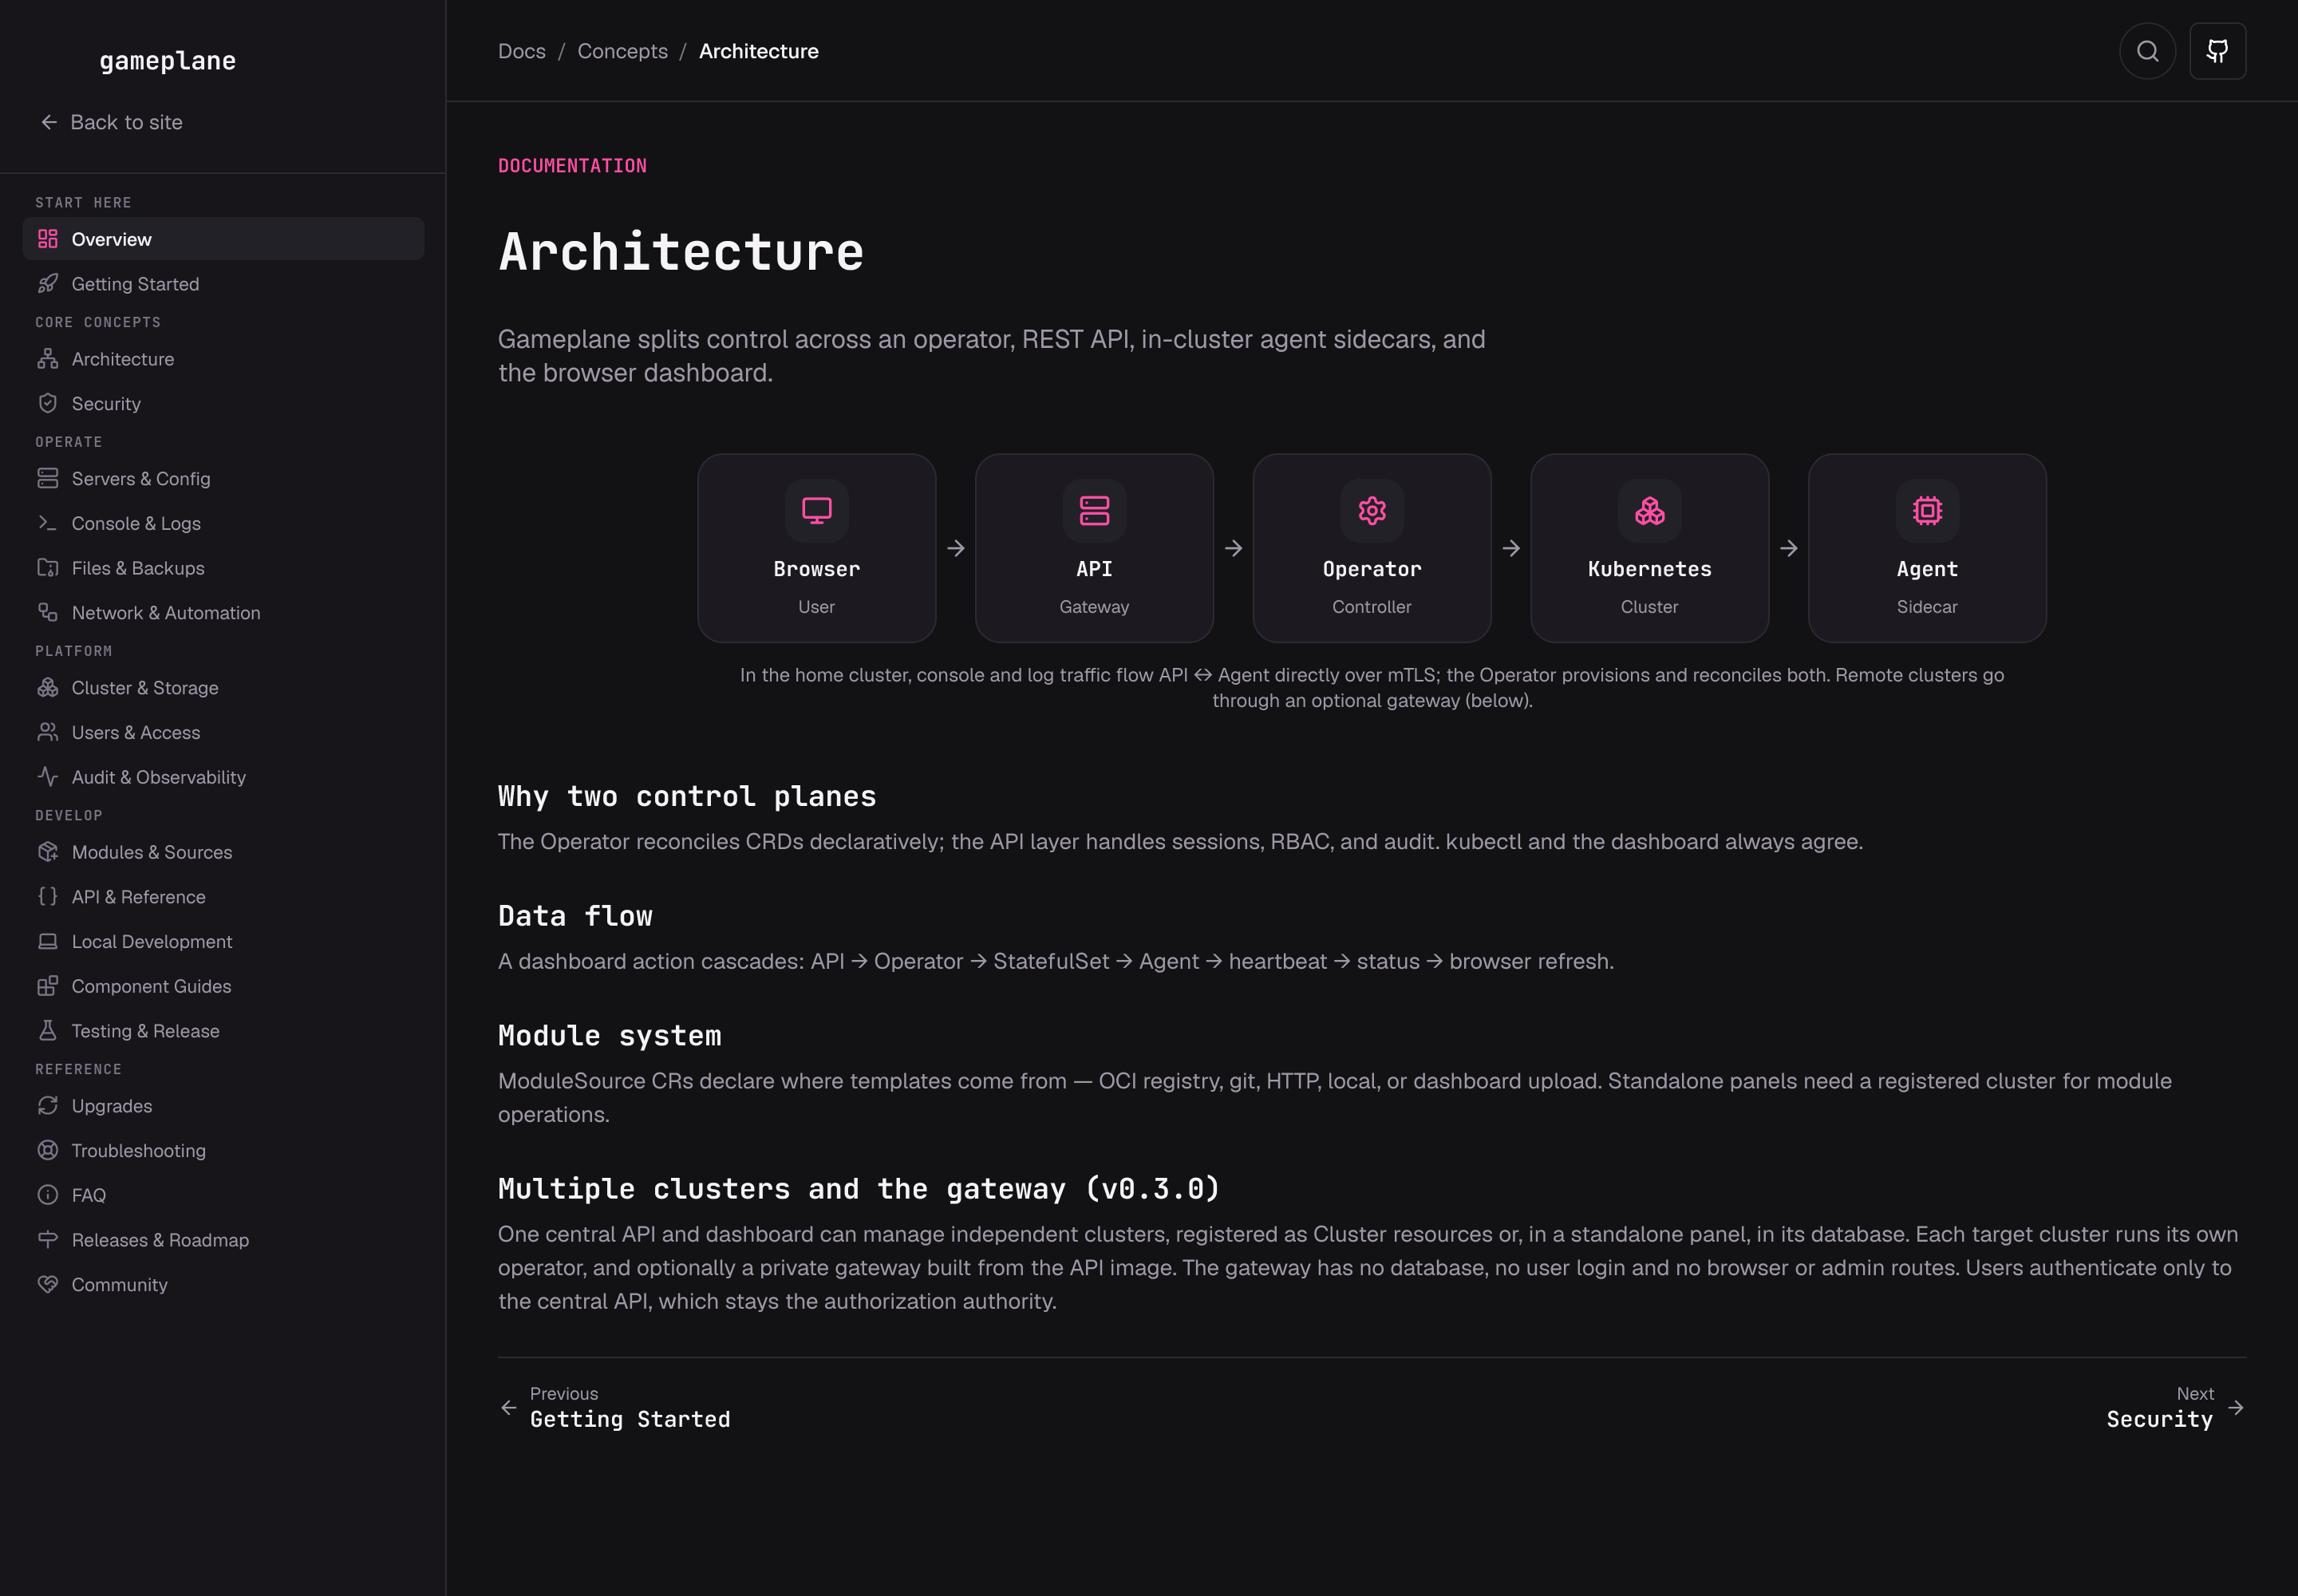 gameplane
← Back to site
START HERE
Overview
Getting Started
CORE CONCEPTS
Architecture
Security
OPERATE
Servers & Config
Console & Logs
Files & Backups
Network & Automation
PLATFORM
Cluster & Storage
Users & Access
Audit & Observability
DEVELOP
Modules & Sources
API & Reference
Local Development
Component Guides
Testing & Release
REFERENCE
Upgrades
Troubleshooting
FAQ
Releases & Roadmap
Community
Docs / Concepts / Architecture
DOCUMENTATION
Architecture
Gameplane splits control across an operator, REST API, in-cluster agent sidecars, and
the browser dashboard.
Browser
User
→
API
Gateway
→
Operator
Controller
→
Kubernetes
Cluster
→
Agent
Sidecar
In the home cluster, console and log traffic flow API ↔ Agent directly over mTLS; the Operator provisions and reconciles both. Remote clusters go
through an optional gateway (below).
Why two control planes
The Operator reconciles CRDs declaratively; the API layer handles sessions, RBAC, and audit. kubectl and the dashboard always agree.
Data flow
A dashboard action cascades: API → Operator → StatefulSet → Agent → heartbeat → status → browser refresh.
Module system
ModuleSource CRs declare where templates come from — OCI registry, git, HTTP, local, or dashboard upload. Standalone panels need a registered cluster for module
operations.
Multiple clusters and the gateway (v0.3.0)
One central API and dashboard can manage independent clusters, registered as Cluster resources or, in a standalone panel, in its database. Each target cluster runs its own
operator, and optionally a private gateway built from the API image. The gateway has no database, no user login and no browser or admin routes. Users authenticate only to
the central API, which stays the authorization authority.
← Previous
Getting Started
Next →
Security